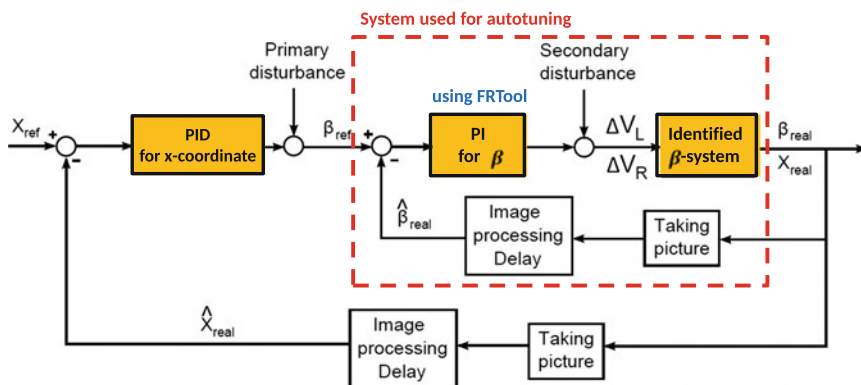 System used for autotuning
Primary
disturbance
Secondary
disturbance
using FRTool
X_ref
+
-
PID
for x-coordinate
β_ref
+
-
PI
for β
ΔV_L
ΔV_R
Identified
β-system
β_real
X_real
β̂_real
Image
processing
Delay
Taking
picture
X̂_real
Image
processing
Delay
Taking
picture